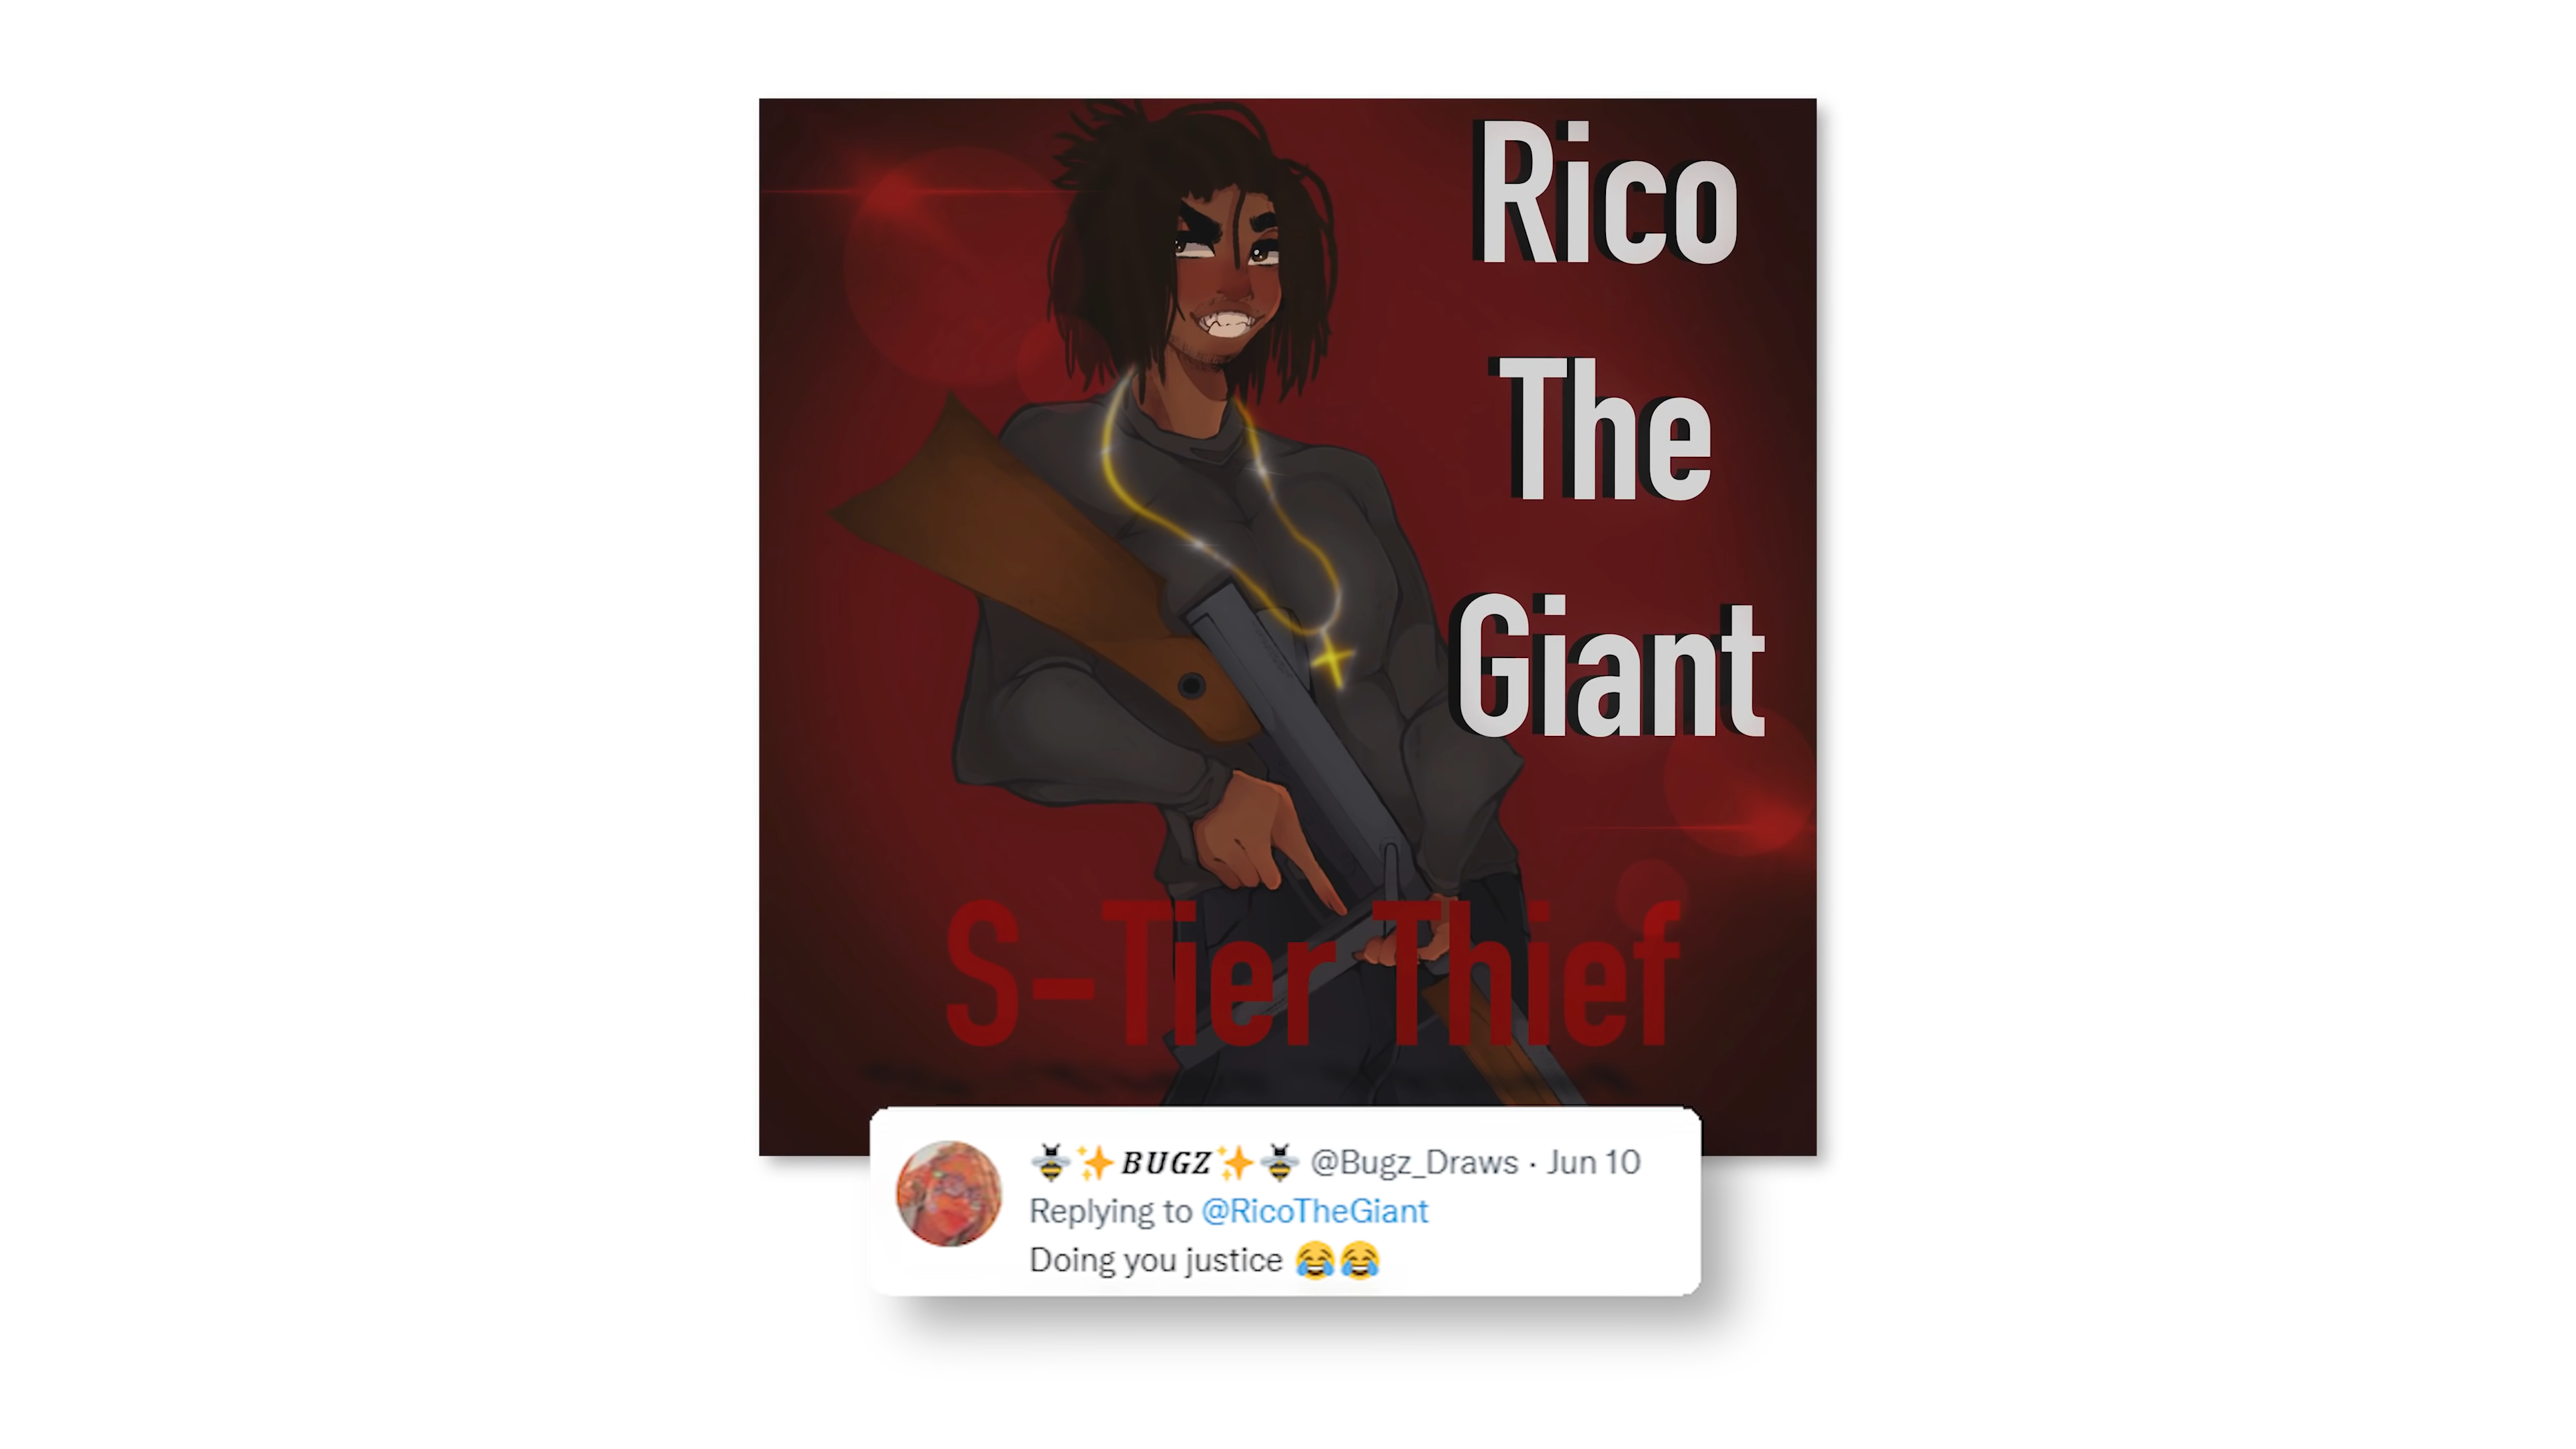 Rico
The
Giant
S-Tier Thief
🐝✨BUGZ✨🐝 @Bugz_Draws · Jun 10
Replying to @RicoTheGiant
Doing you justice 😂😂